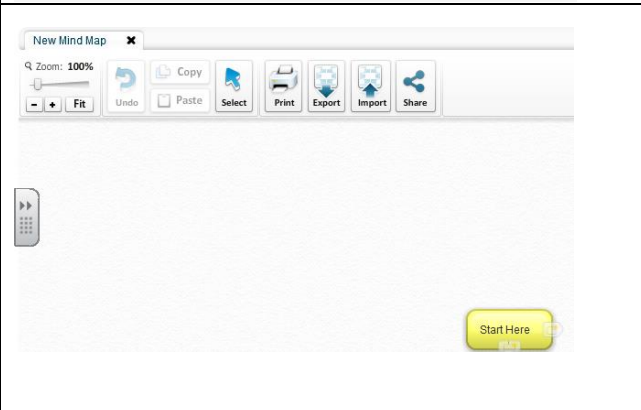 New Mind Map
Zoom: 100%
- + Fit
Undo
Copy
Paste
Select
Print
Export
Import
Share
Start Here